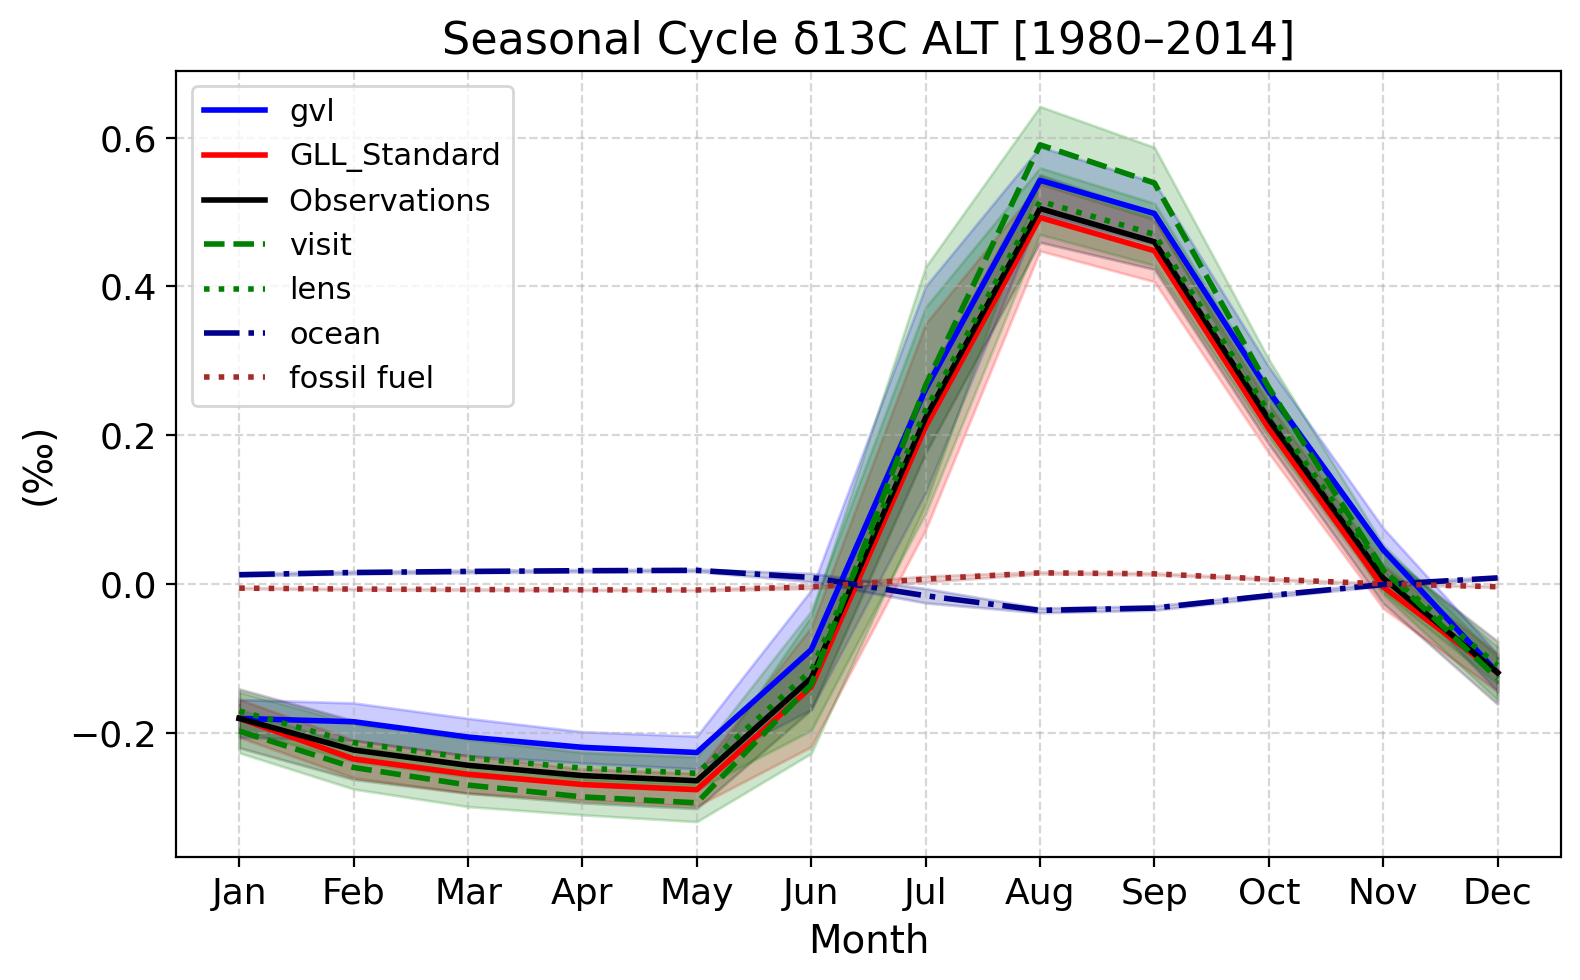 Seasonal Cycle δ13C ALT [1980–2014]
gvl
GLL_Standard
Observations
visit
lens
ocean
fossil fuel
(‰)
0.6
0.4
0.2
0.0
−0.2
Jan Feb Mar Apr May Jun Jul Aug Sep Oct Nov Dec
Month